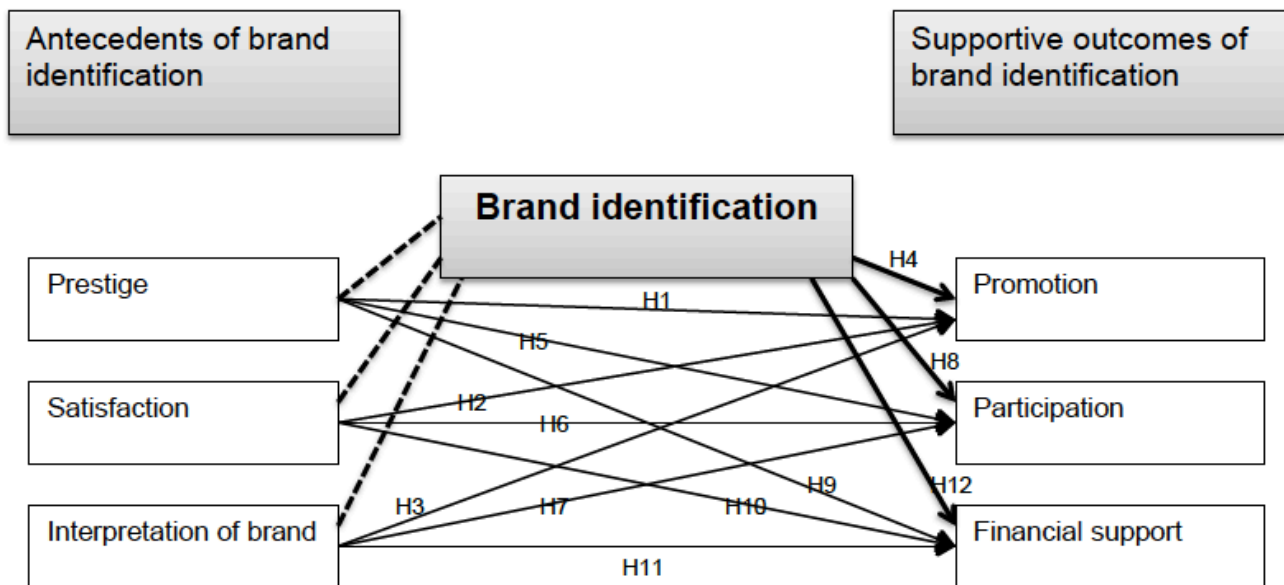 Antecedents of brand
identification
Supportive outcomes of
brand identification
Brand identification
H4
Prestige
Promotion
H1
H5
H8
Satisfaction
Participation
H2
H6
H9
H12
H3
H7
H10
Interpretation of brand
Financial support
H11